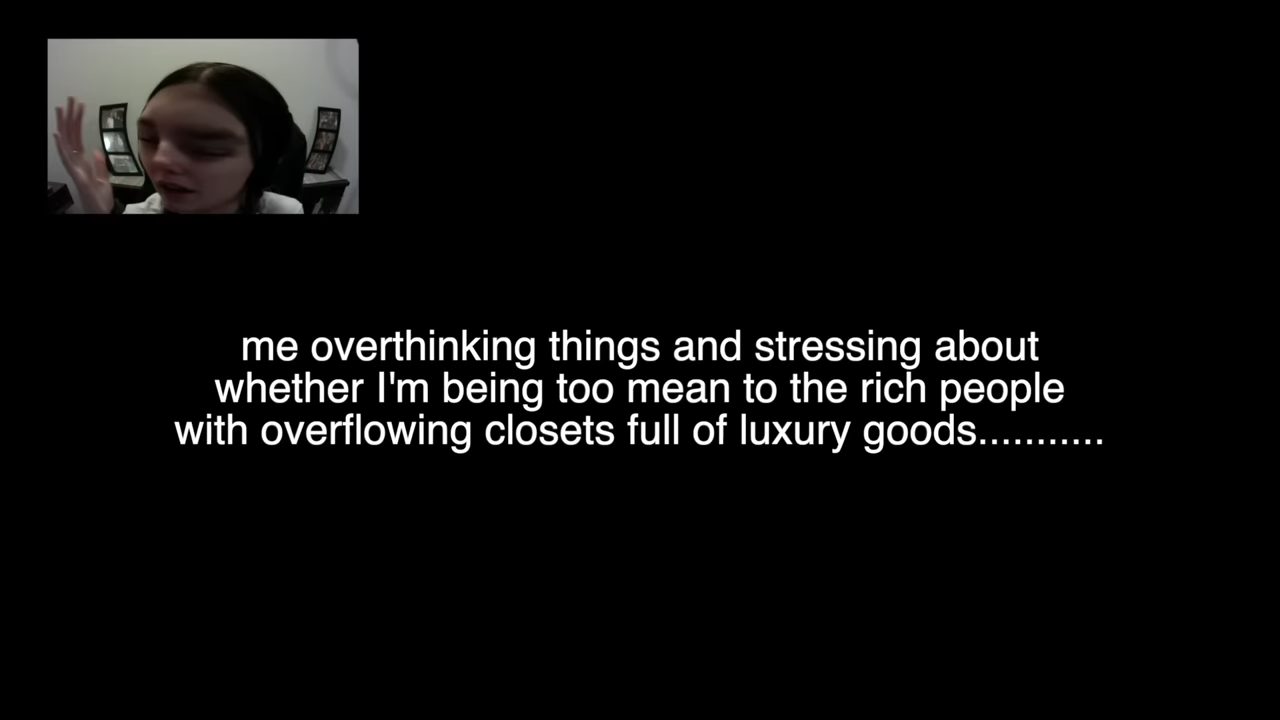 me overthinking things and stressing about
whether I'm being too mean to the rich people
with overflowing closets full of luxury goods...........